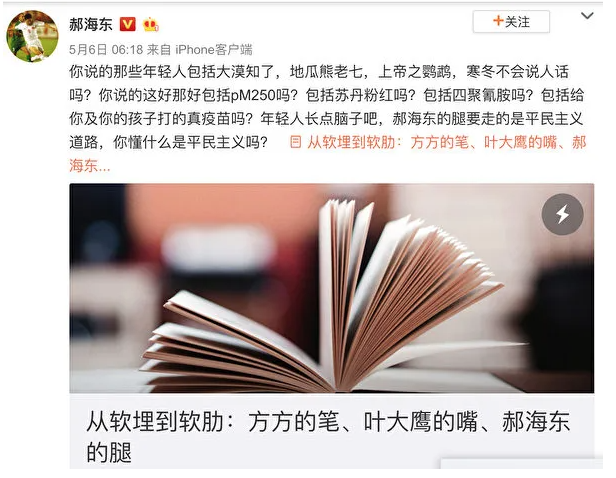 郝海东
+关注
5月6日 06:18 来自 iPhone客户端
你说的那些年轻人包括大漠知了，地瓜熊老七，上帝之鹦鹉，寒冬不会说人话
吗？你说的这好那好包括pM250吗？包括苏丹粉红吗？包括四聚氰胺吗？包括给
你及你的孩子打的真疫苗吗？年轻人长点脑子吧，郝海东的腿要走的是平民主义
道路，你懂什么是平民主义吗？ 从软埋到软肋：方方的笔、叶大鹰的嘴、郝
海东...
从软埋到软肋：方方的笔、叶大鹰的嘴、郝海东
的腿